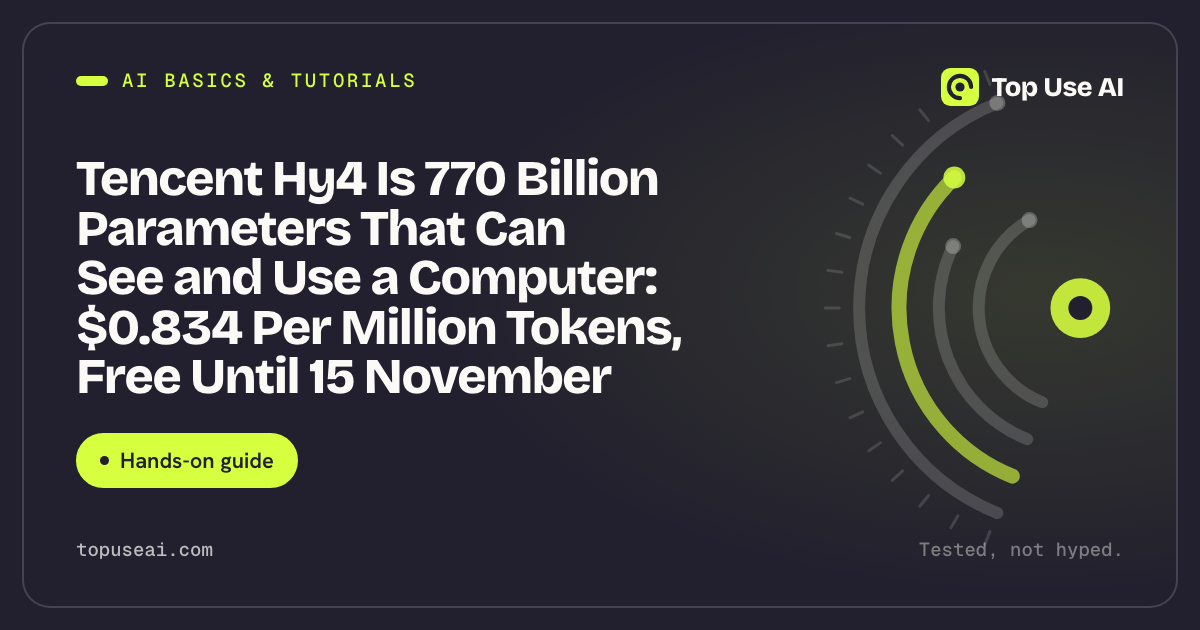 AI BASICS & TUTORIALS
Top Use AI
Tencent Hy4 Is 770 Billion
Parameters That Can
See and Use a Computer:
$0.834 Per Million Tokens,
Free Until 15 November
Hands-on guide
topuseai.com
Tested, not hyped.